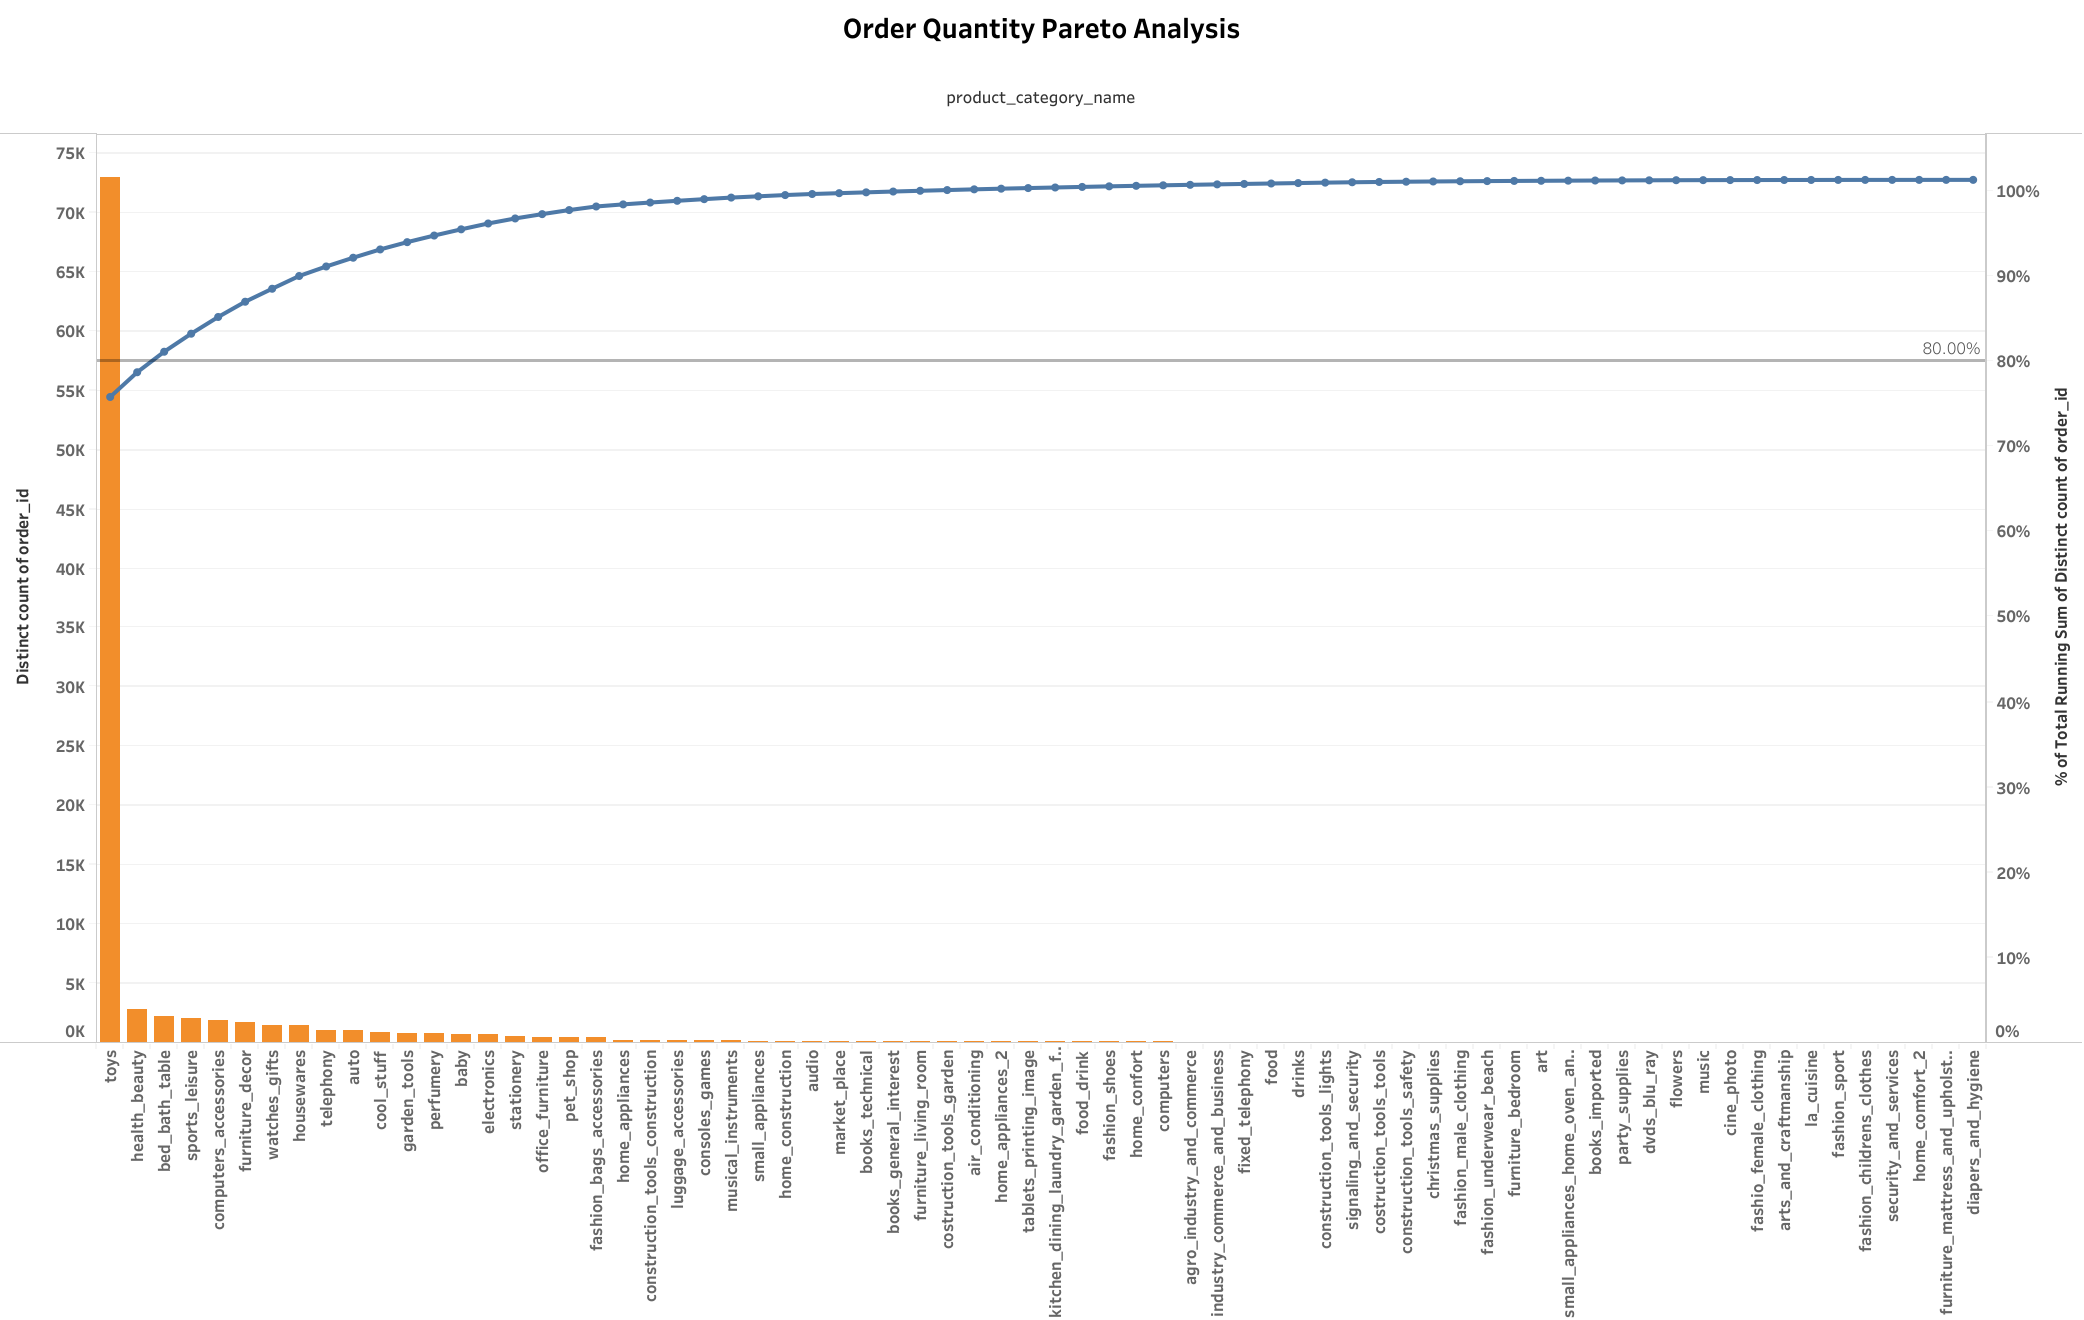 Order Quantity Pareto Analysis
product_category_name
Distinct count of order_id
75K
70K
65K
60K
55K
50K
45K
40K
35K
30K
25K
20K
15K
10K
5K
0K
80.00%
100%
90%
80%
70%
60%
50%
40%
30%
20%
10%
0%
% of Total Running Sum of Distinct count of order_id
toys
health_beauty
bed_bath_table
sports_leisure
computers_accessories
furniture_decor
watches_gifts
housewares
telephony
auto
cool_stuff
garden_tools
perfumery
baby
electronics
stationery
office_furniture
pet_shop
fashion_bags_accessories
home_appliances
construction_tools_construction
luggage_accessories
consoles_games
musical_instruments
small_appliances
home_construction
audio
market_place
books_technical
books_general_interest
furniture_living_room
costruction_tools_garden
air_conditioning
home_appliances_2
tablets_printing_image
kitchen_dining_laundry_garden_f..
food_drink
fashion_shoes
home_confort
computers
agro_industry_and_commerce
industry_commerce_and_business
fixed_telephony
food
drinks
construction_tools_lights
signaling_and_security
costruction_tools_tools
construction_tools_safety
christmas_supplies
fashion_male_clothing
fashion_underwear_beach
furniture_bedroom
art
small_appliances_home_oven_an..
books_imported
party_supplies
dvds_blu_ray
flowers
music
cine_photo
fashio_female_clothing
arts_and_craftmanship
la_cuisine
fashion_sport
fashion_childrens_clothes
security_and_services
home_comfort_2
furniture_mattress_and_upholst..
diapers_and_hygiene